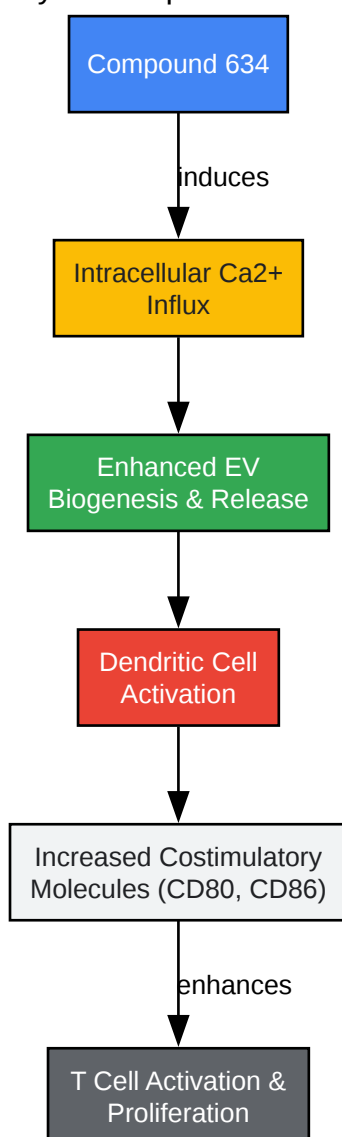 Compound 634
induces
Intracellular Ca2+
Influx
Enhanced EV
Biogenesis & Release
Dendritic Cell
Activation
Increased Costimulatory
Molecules (CD80, CD86)
enhances
T Cell Activation &
Proliferation